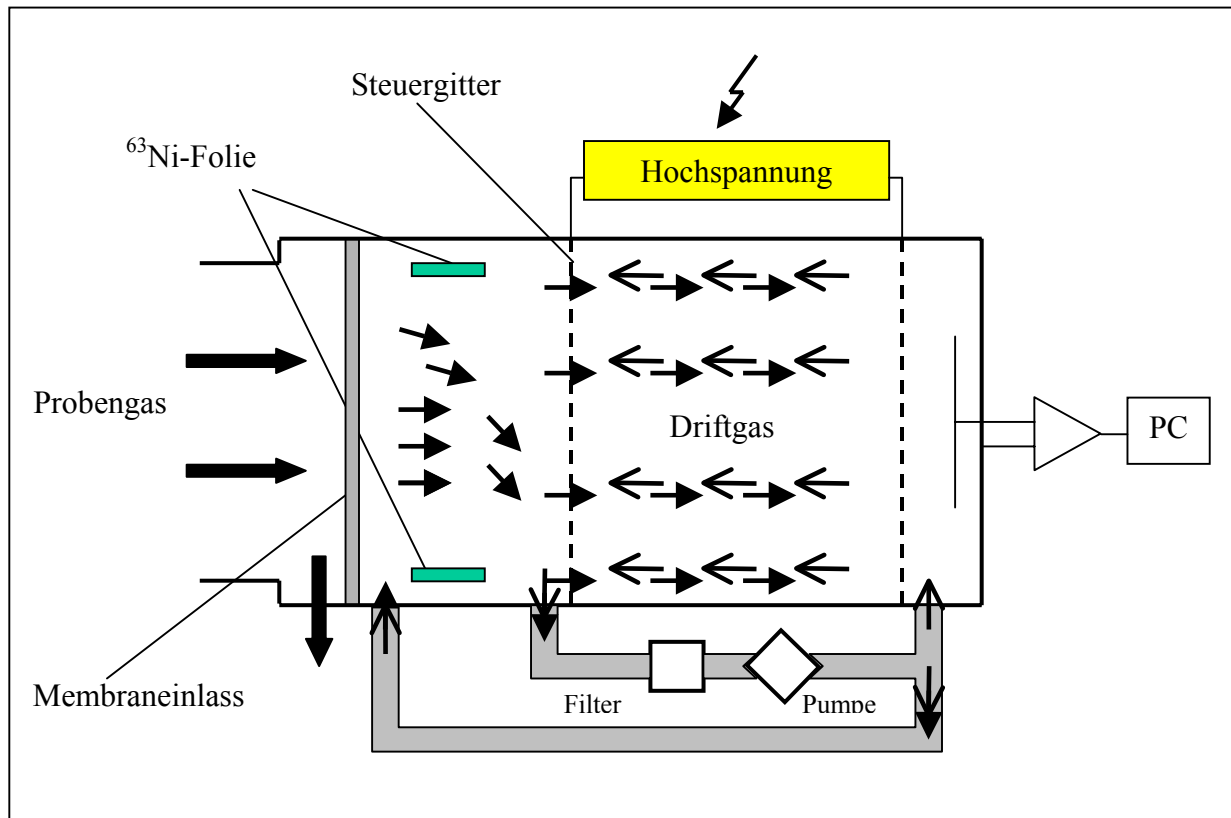 Steuergitter
⁶³Ni-Folie
Hochspannung
Probengas
Driftgas
PC
Membraneinlass
Filter
Pumpe